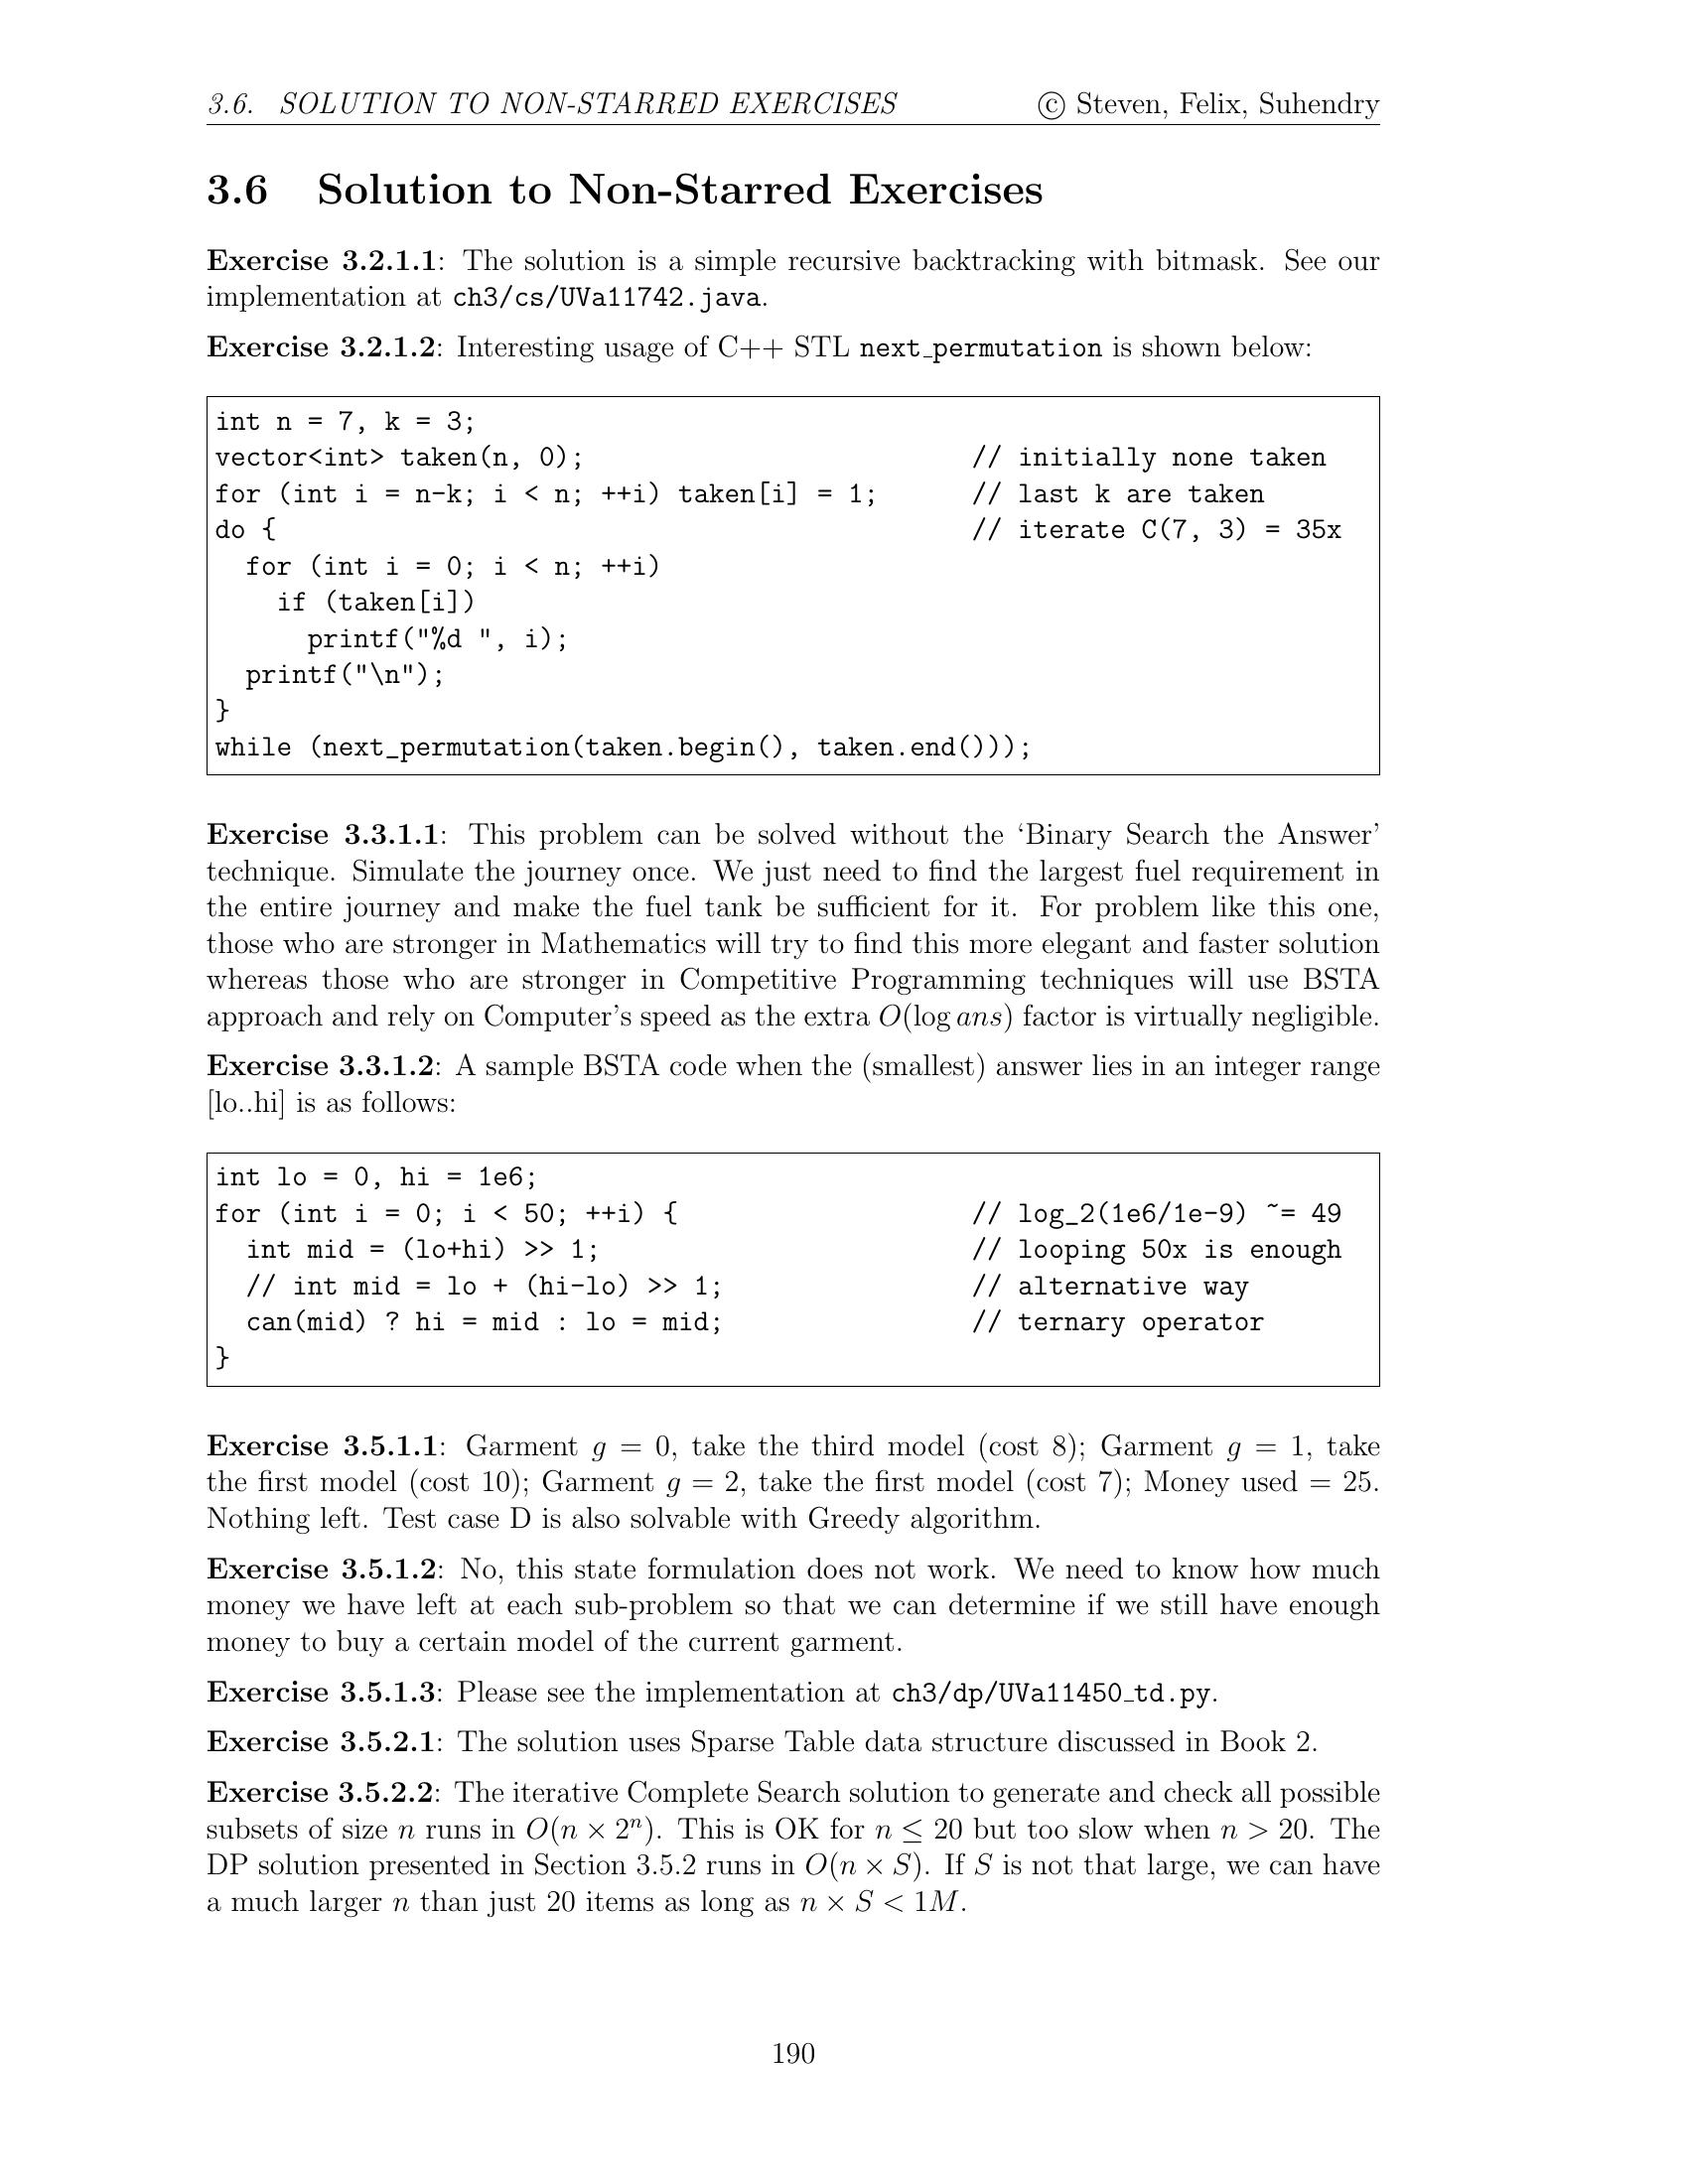 3.6. SOLUTION TO NON-STARRED EXERCISES © Steven, Felix, Suhendry
3.6 Solution to Non-Starred Exercises
Exercise 3.2.1.1: The solution is a simple recursive backtracking with bitmask. See our
implementation at ch3/cs/UVa11742.java.
Exercise 3.2.1.2: Interesting usage of C++ STL next_permutation is shown below:
int n = 7, k = 3;
vector<int> taken(n, 0); // initially none taken
for (int i = n-k; i < n; ++i) taken[i] = 1; // last k are taken
do { // iterate C(7, 3) = 35x
  for (int i = 0; i < n; ++i)
    if (taken[i])
      printf("%d ", i);
  printf("\n");
}
while (next_permutation(taken.begin(), taken.end()));
Exercise 3.3.1.1: This problem can be solved without the ‘Binary Search the Answer’
technique. Simulate the journey once. We just need to find the largest fuel requirement in
the entire journey and make the fuel tank be sufficient for it. For problem like this one,
those who are stronger in Mathematics will try to find this more elegant and faster solution
whereas those who are stronger in Competitive Programming techniques will use BSTA
approach and rely on Computer’s speed as the extra O(log ans) factor is virtually negligible.
Exercise 3.3.1.2: A sample BSTA code when the (smallest) answer lies in an integer range
[lo..hi] is as follows:
int lo = 0, hi = 1e6;
for (int i = 0; i < 50; ++i) { // log_2(1e6/1e-9) ~= 49
  int mid = (lo+hi) >> 1; // looping 50x is enough
  // int mid = lo + (hi-lo) >> 1; // alternative way
  can(mid) ? hi = mid : lo = mid; // ternary operator
}
Exercise 3.5.1.1: Garment g = 0, take the third model (cost 8); Garment g = 1, take
the first model (cost 10); Garment g = 2, take the first model (cost 7); Money used = 25.
Nothing left. Test case D is also solvable with Greedy algorithm.
Exercise 3.5.1.2: No, this state formulation does not work. We need to know how much
money we have left at each sub-problem so that we can determine if we still have enough
money to buy a certain model of the current garment.
Exercise 3.5.1.3: Please see the implementation at ch3/dp/UVa11450_td.py.
Exercise 3.5.2.1: The solution uses Sparse Table data structure discussed in Book 2.
Exercise 3.5.2.2: The iterative Complete Search solution to generate and check all possible
subsets of size n runs in O(n × 2ⁿ). This is OK for n ≤ 20 but too slow when n > 20. The
DP solution presented in Section 3.5.2 runs in O(n × S). If S is not that large, we can have
a much larger n than just 20 items as long as n × S < 1M.
190